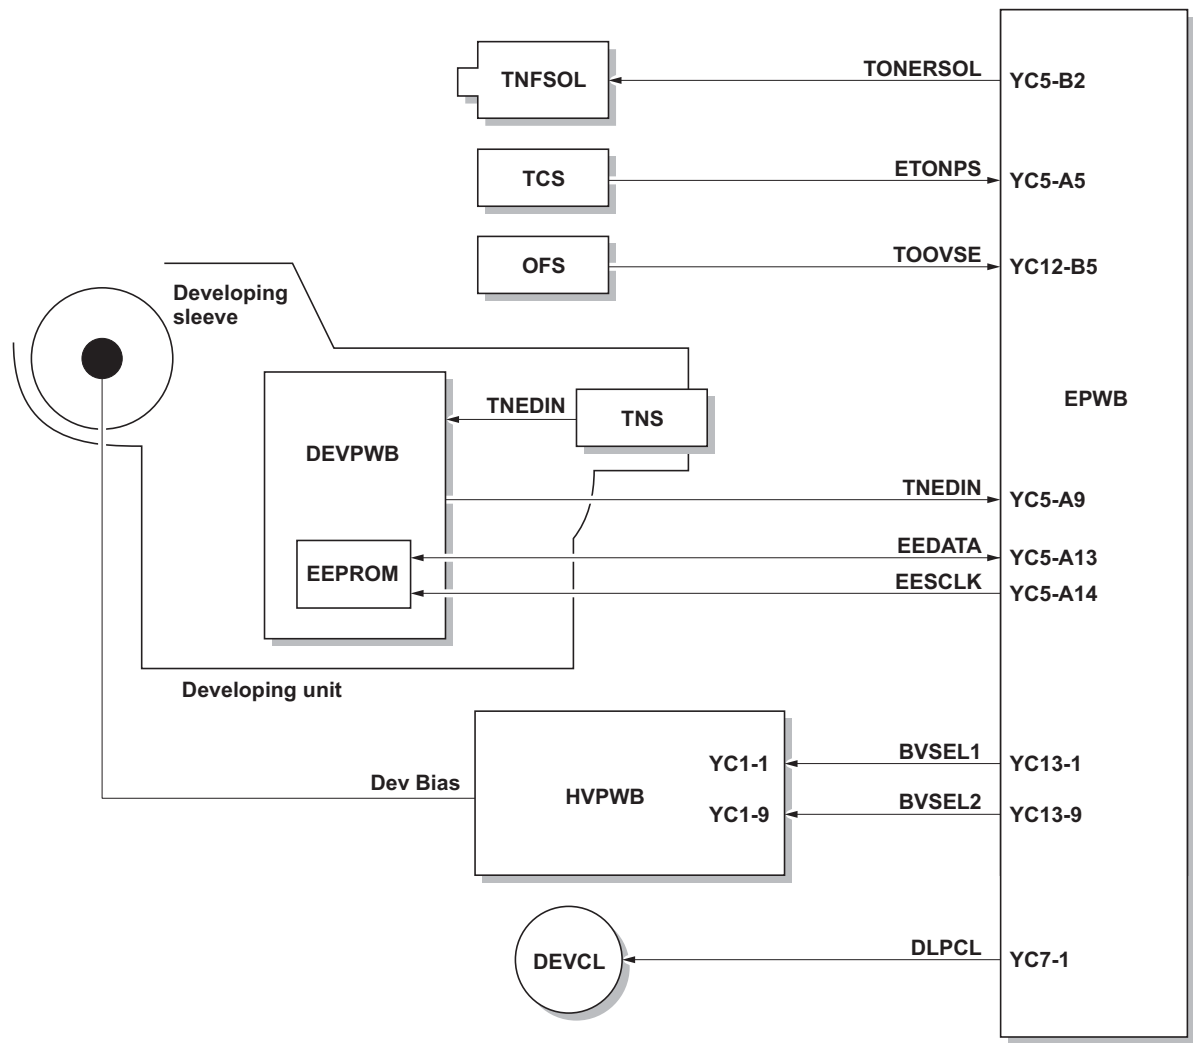 TNFSOL
TONERSOL
YC5-B2
TCS
ETONPS
YC5-A5
OFS
TOOVSE
YC12-B5
Developing
sleeve
EPWB
TNEDIN
TNS
DEVPWB
TNEDIN
YC5-A9
EEPROM
EEDATA
YC5-A13
EESCLK
YC5-A14
Developing unit
Dev Bias
HVPWB
YC1-1
BVSEL1
YC13-1
YC1-9
BVSEL2
YC13-9
DEVCL
DLPCL
YC7-1